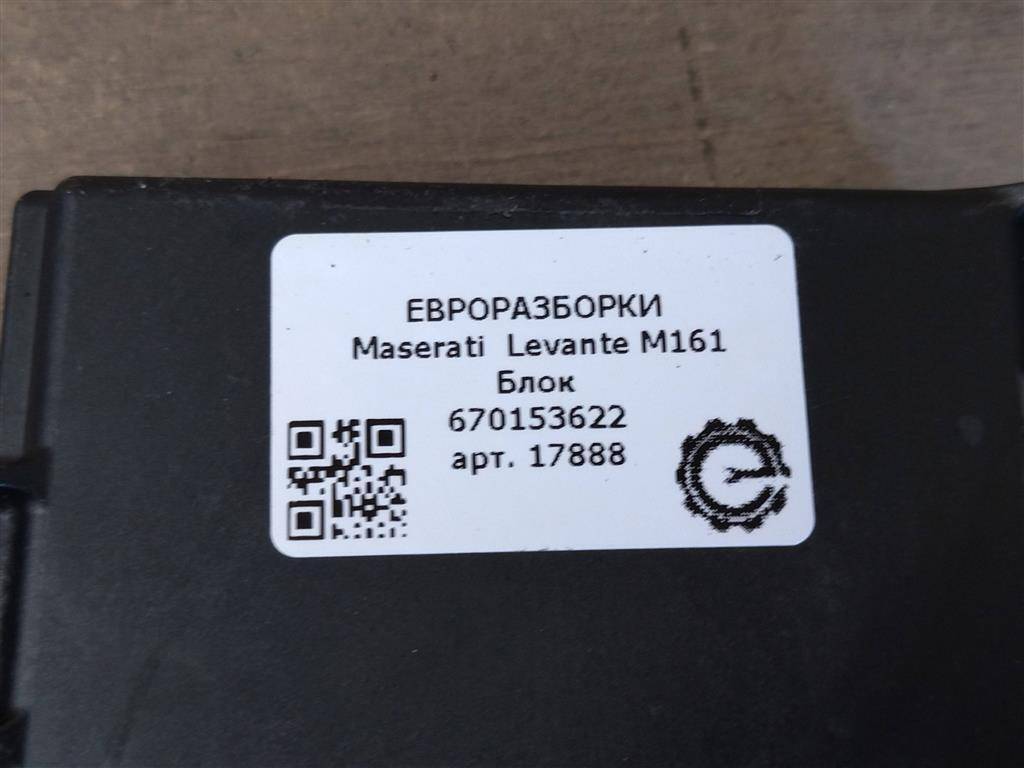 ЕВРОРАЗБОРКИ
Maserati Levante M161
Блок
670153622
арт. 17888